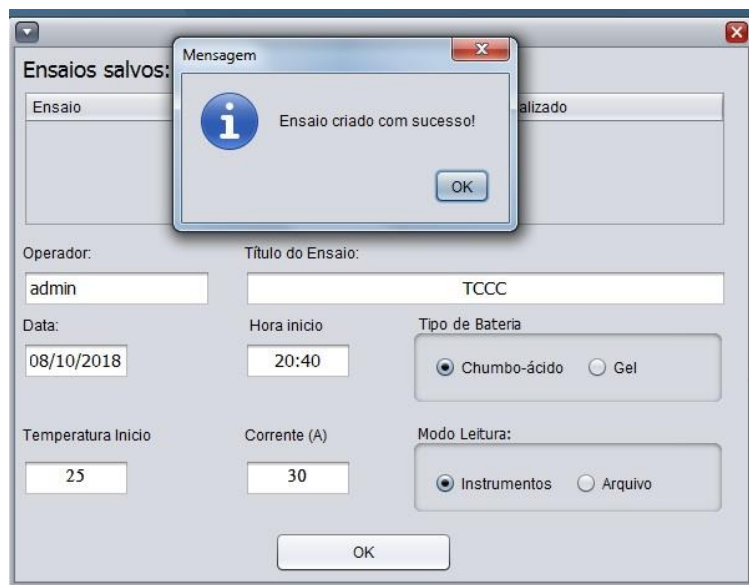 Mensagem
Ensaio criado com sucesso!
OK
Ensaios salvos:
Ensaio alizado
Operador: Título do Ensaio:
admin TCCC
Data: Hora inicio Tipo de Bateria
08/10/2018 20:40 Chumbo-ácido Gel
Temperatura Inicio Corrente (A) Modo Leitura:
25 30 Instrumentos Arquivo
OK